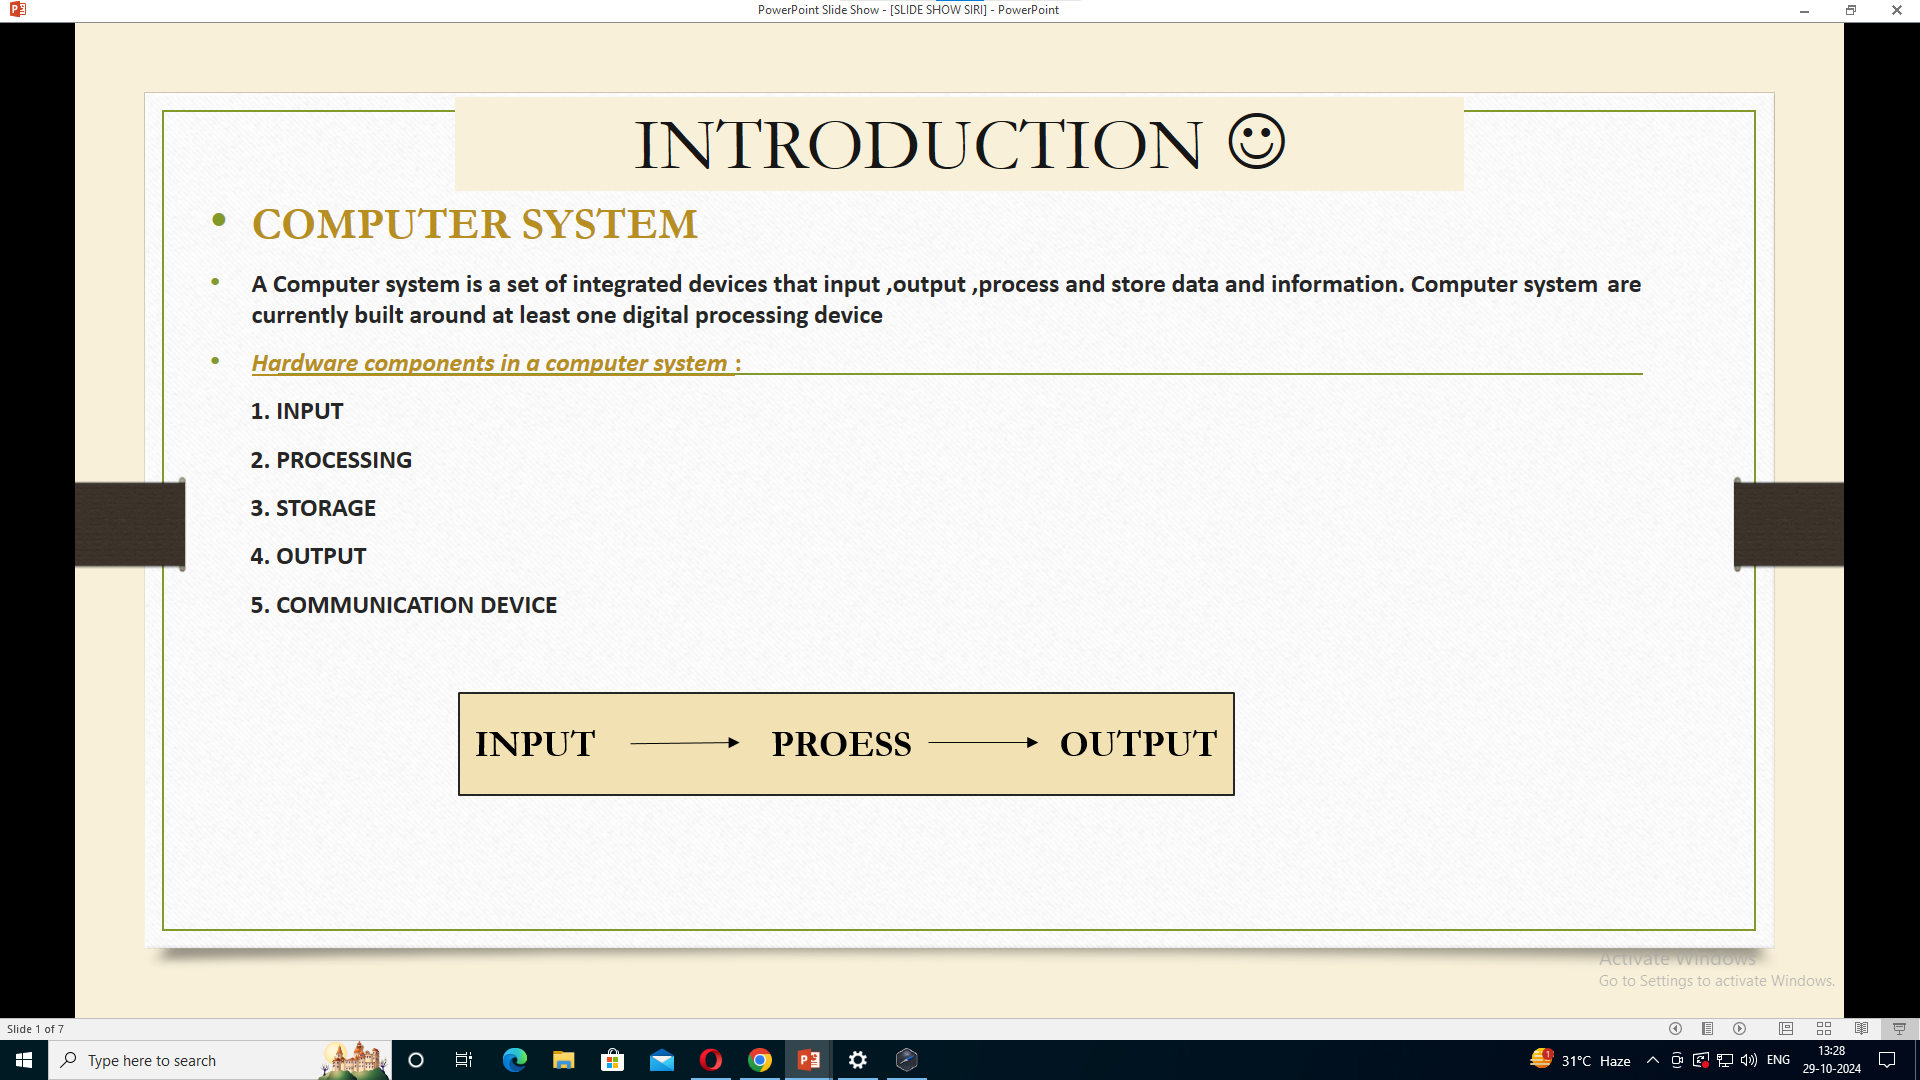 PowerPoint Slide Show - [SLIDE SHOW SIRI] - PowerPoint
INTRODUCTION ☺
• COMPUTER SYSTEM
• A Computer system is a set of integrated devices that input ,output ,process and store data and information. Computer system are
currently built around at least one digital processing device
• Hardware components in a computer system :
1. INPUT
2. PROCESSING
3. STORAGE
4. OUTPUT
5. COMMUNICATION DEVICE
INPUT PROESS OUTPUT
Activate Windows
Go to Settings to activate Windows.
Slide 1 of 7
Type here to search
1
31°C Haze
ENG
13:28
29-10-2024